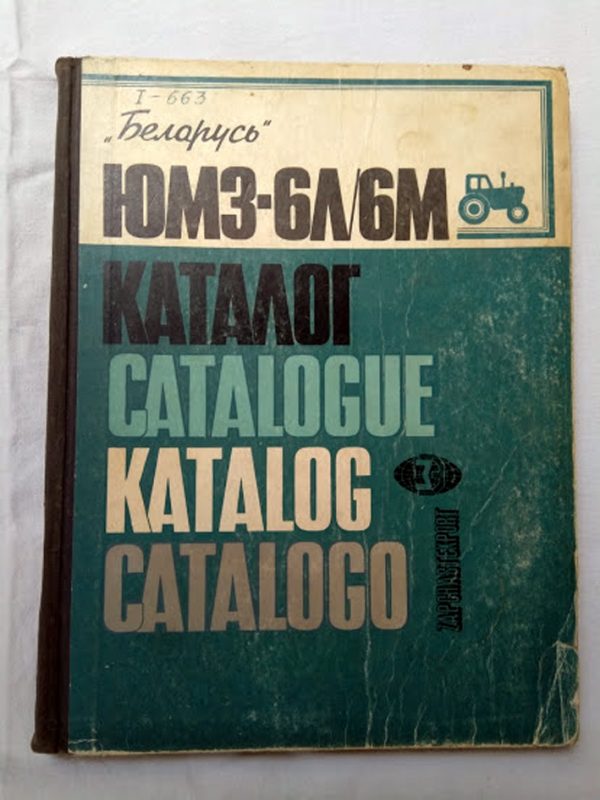 I-663
„Беларусь“
ЮМЗ-6Л/6М
КАТАЛОГ
CATALOGUE
KATALOG
CATALOGO
ZAPCHASTEXPORT